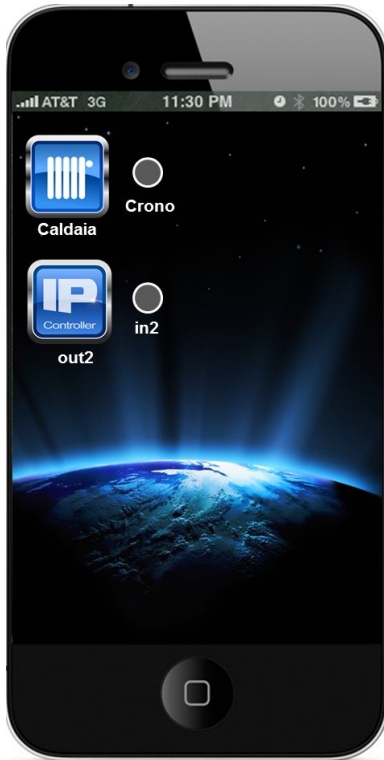 AT&T 3G 11:30 PM 100%
Caldaia
Crono
IP
Controller
out2
in2